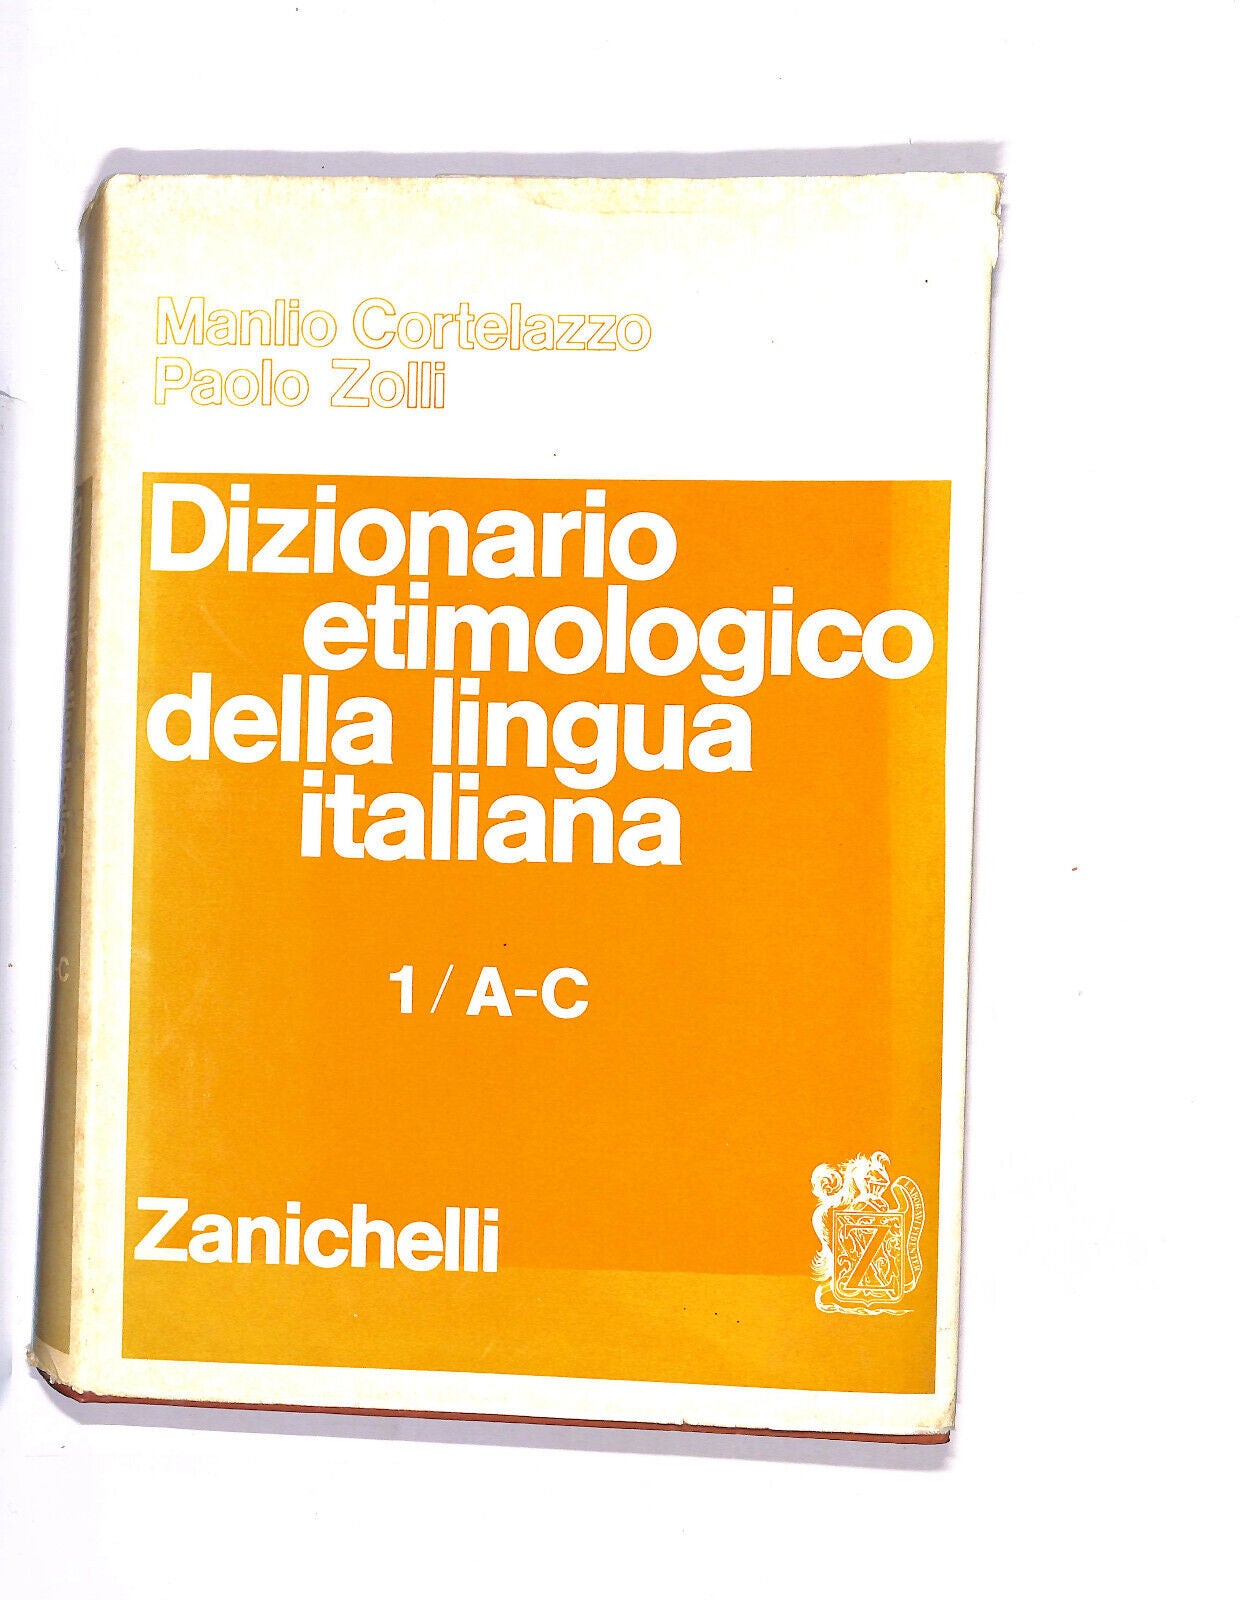 Manlio Cortelazzo
Paolo Zolli
Dizionario
etimologico
della lingua
italiana
1 / A-C
Zanichelli
Z